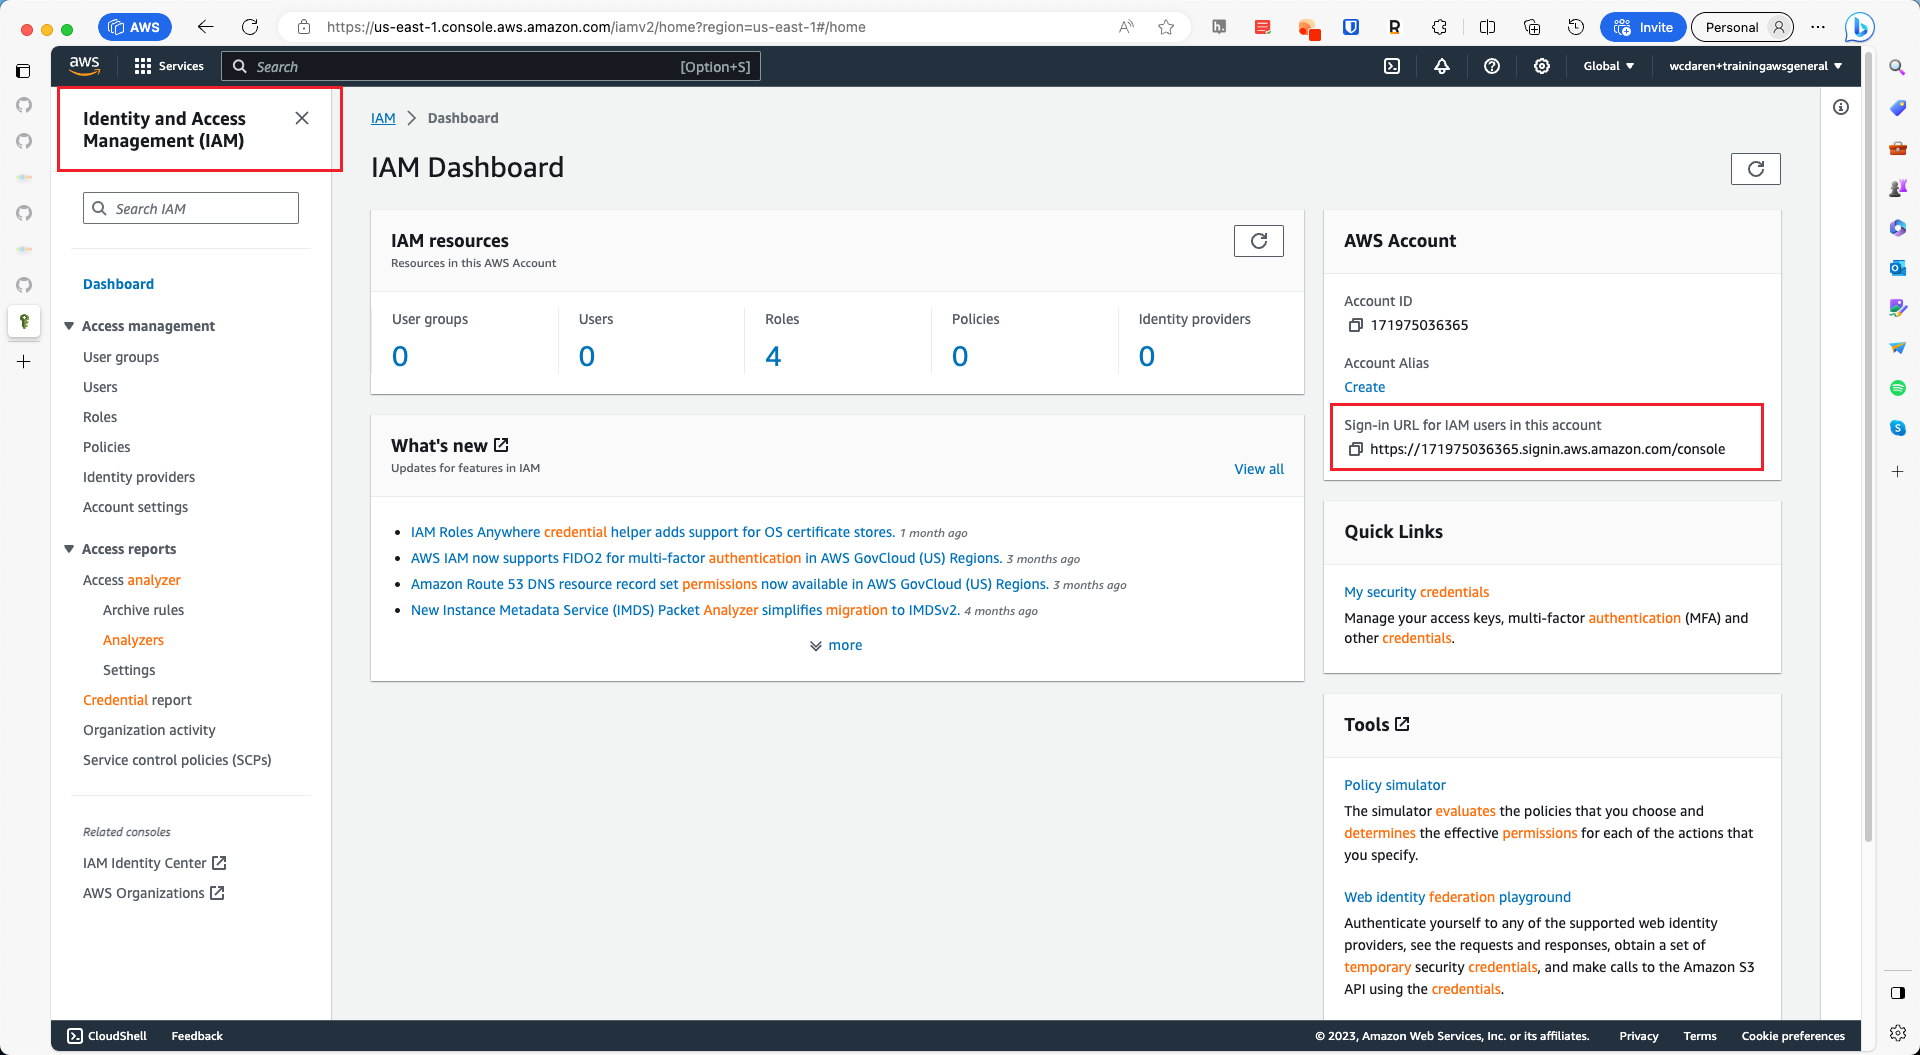 AWS
https://us-east-1.console.aws.amazon.com/iamv2/home?region=us-east-1#/home
Invite
Personal
aws
Services
Search
[Option+S]
Global
wcdaren+trainingawsgeneral
Identity and Access
Management (IAM)
Search IAM
Dashboard
Access management
User groups
Users
Roles
Policies
Identity providers
Account settings
Access reports
Access analyzer
Archive rules
Analyzers
Settings
Credential report
Organization activity
Service control policies (SCPs)
Related consoles
IAM Identity Center
AWS Organizations
IAM > Dashboard
IAM Dashboard
IAM resources
Resources in this AWS Account
User groups
0
Users
0
Roles
4
Policies
0
Identity providers
0
What's new
Updates for features in IAM
View all
• IAM Roles Anywhere credential helper adds support for OS certificate stores. 1 month ago
• AWS IAM now supports FIDO2 for multi-factor authentication in AWS GovCloud (US) Regions. 3 months ago
• Amazon Route 53 DNS resource record set permissions now available in AWS GovCloud (US) Regions. 3 months ago
• New Instance Metadata Service (IMDS) Packet Analyzer simplifies migration to IMDSv2. 4 months ago
more
AWS Account
Account ID
171975036365
Account Alias
Create
Sign-in URL for IAM users in this account
https://171975036365.signin.aws.amazon.com/console
Quick Links
My security credentials
Manage your access keys, multi-factor authentication (MFA) and
other credentials.
Tools
Policy simulator
The simulator evaluates the policies that you choose and
determines the effective permissions for each of the actions that
you specify.
Web identity federation playground
Authenticate yourself to any of the supported web identity
providers, see the requests and responses, obtain a set of
temporary security credentials, and make calls to the Amazon S3
API using the credentials.
CloudShell
Feedback
© 2023, Amazon Web Services, Inc. or its affiliates.
Privacy
Terms
Cookie preferences